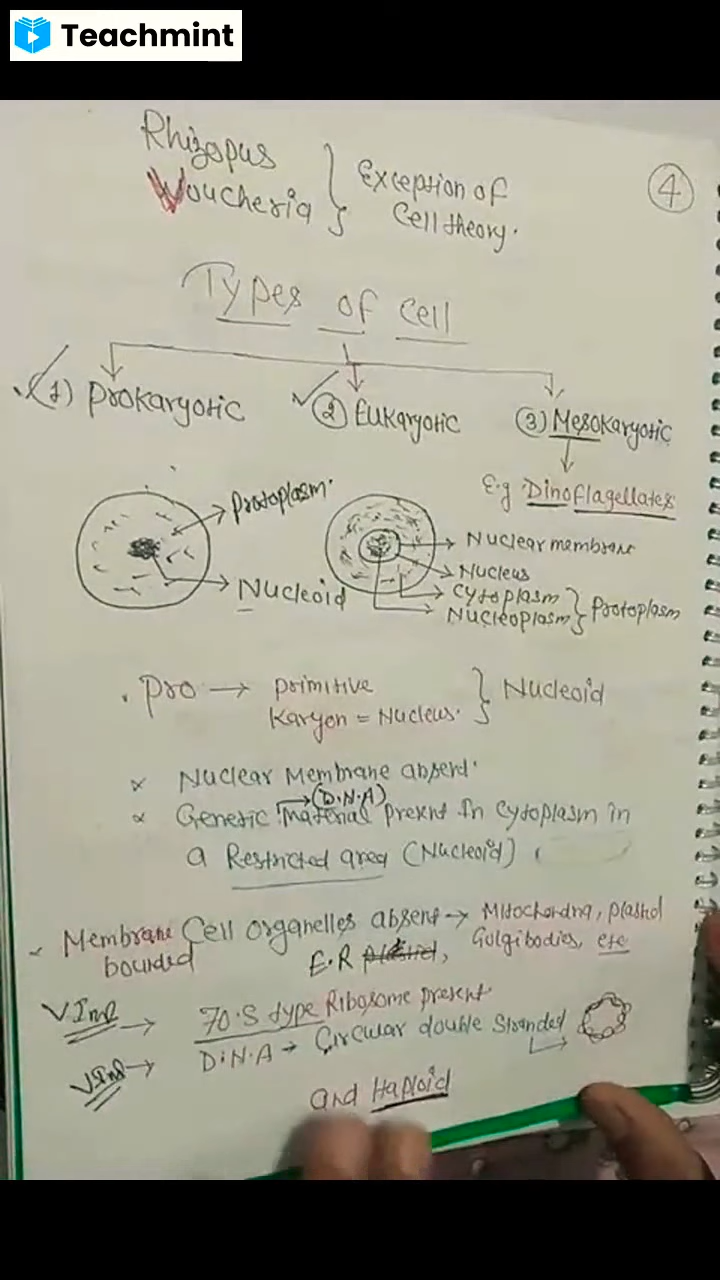 Teachmint
Rhizopus
Voucheria } Exception of Cell theory.
4
Types of Cell
(1) Prokaryotic
(2) Eukaryotic
(3) Mesokaryotic
E.g Dinoflagellates
Protoplasm.
Nucleoid
Nuclear membrane
Nucleus
Cytoplasm
Nucleoplasm } Protoplasm
Pro → primitive
Karyon = Nucleus. } Nucleoid
Nuclear Membrane absent.
→ (D.N.A)
Genetic Material present in cytoplasm in
a Restricted area (Nucleoid)
Membrane bounded Cell organelles absent → Mitochondria, plastid
E.R, Golgibodies, etc
V.Imp → 70.S type Ribosome present
V.Imp → D.N.A → Circular double Stranded
and Haploid